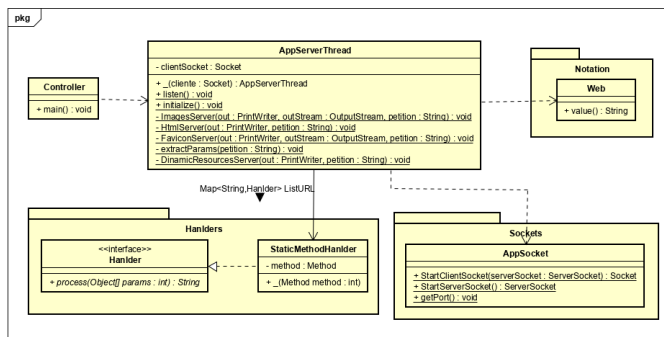 pkg
AppServerThread
- clientSocket : Socket
+ _(cliente : Socket) : AppServerThread
+ listen() : void
+ initialize() : void
- ImagesServer(out : PrintWriter, outStream : OutputStream, petition : String) : void
- HtmlServer(out : PrintWriter, petition : String) : void
- FaviconServer(out : PrintWriter, outStream : OutputStream, petition : String) : void
- extractParams(petition : String) : void
- DinamicResourcesServer(out : PrintWriter, petition : String) : void
Controller
+ main() : void
Notation
Web
+ value() : String
Map<String,Hanlder> ListURL
Hanlders
<<interface>>
Hanlder
+ process(Object[] params : int) : String
StaticMethodHanlder
- method : Method
+ _(Method method : int)
Sockets
AppSocket
+ StartClientSocket(serverSocket : ServerSocket) : Socket
+ StartServerSocket() : ServerSocket
+ getPort() : void